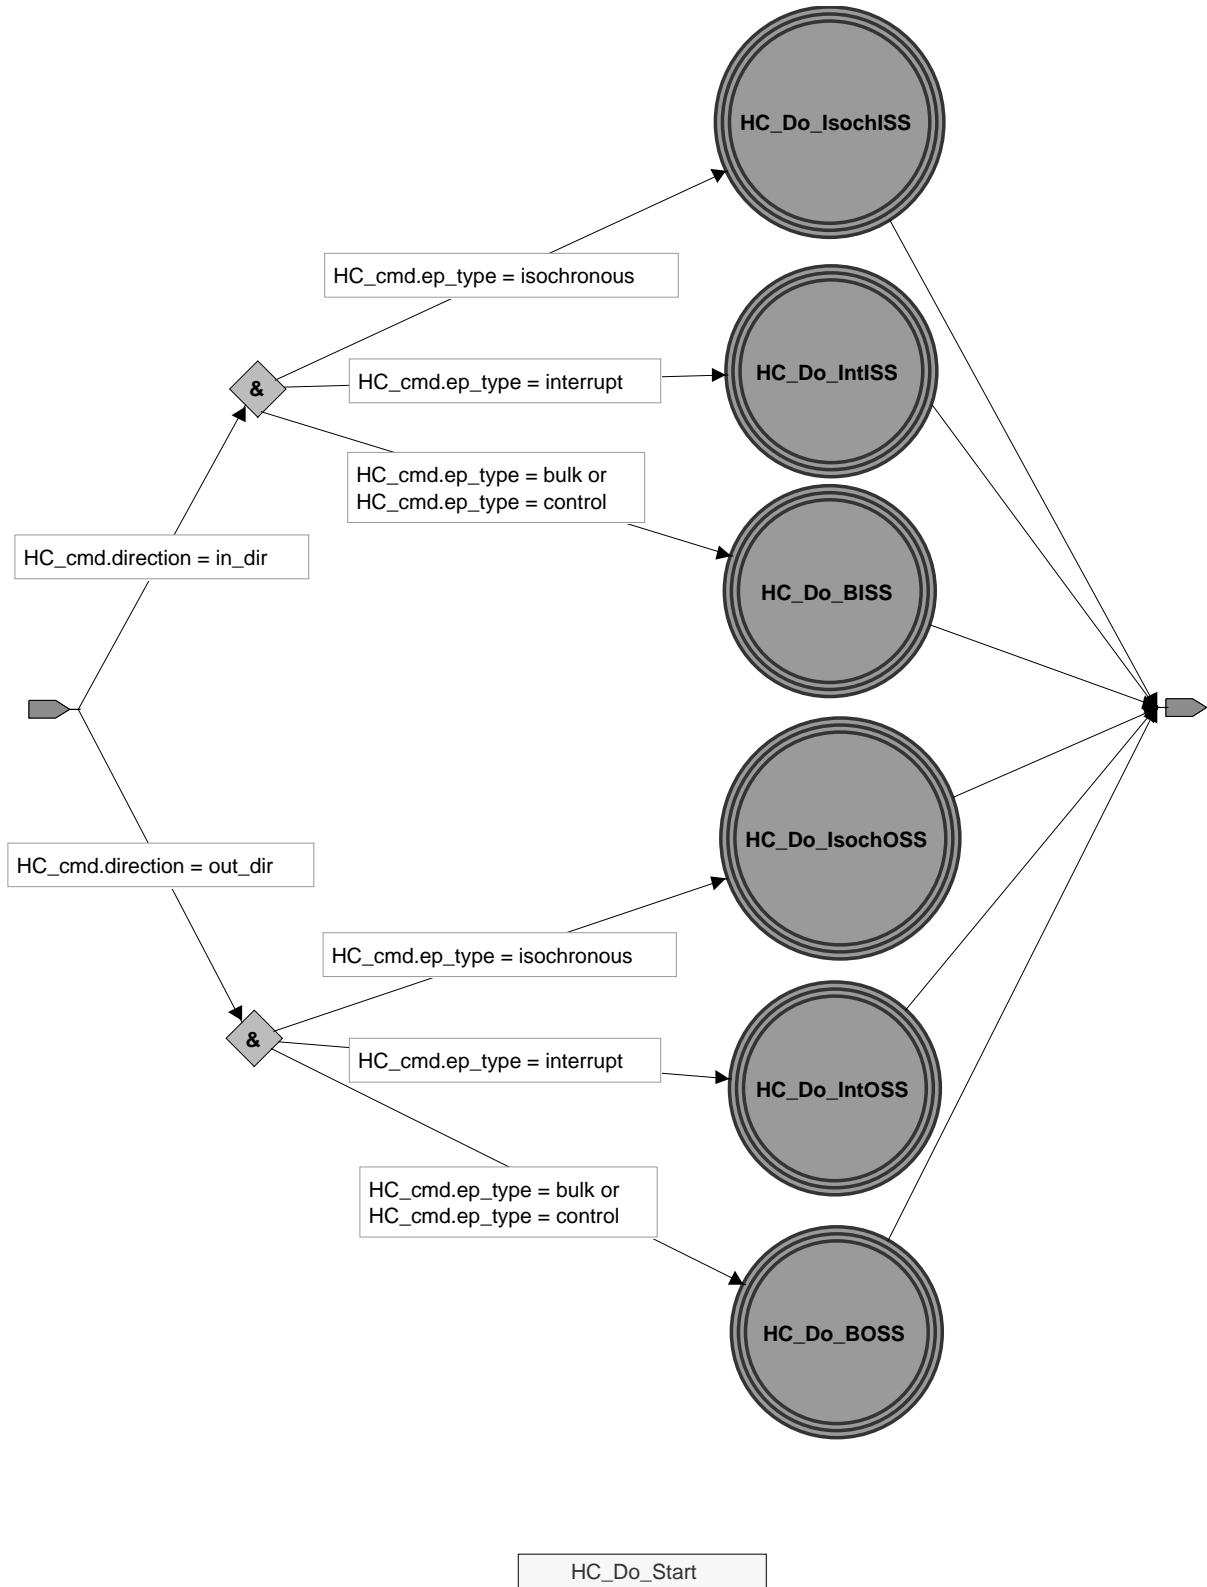 HC_Do_IsochISS
HC_cmd.ep_type = isochronous
HC_Do_IntISS
&
HC_cmd.ep_type = interrupt
HC_cmd.ep_type = bulk or
HC_cmd.ep_type = control
HC_cmd.direction = in_dir
HC_Do_BISS
HC_Do_IsochOSS
HC_cmd.direction = out_dir
HC_cmd.ep_type = isochronous
&
HC_cmd.ep_type = interrupt
HC_Do_IntOSS
HC_cmd.ep_type = bulk or
HC_cmd.ep_type = control
HC_Do_BOSS
HC_Do_Start